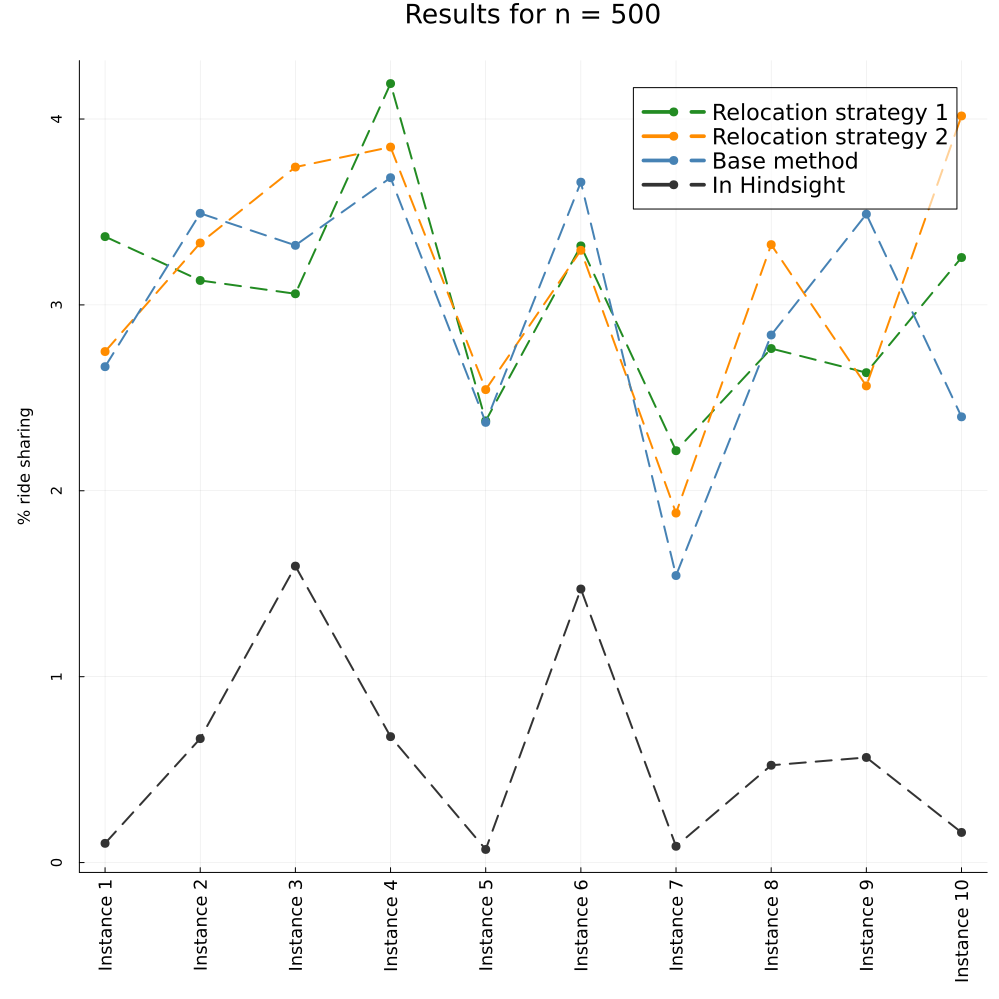 Results for n = 500
Relocation strategy 1
Relocation strategy 2
Base method
In Hindsight
% ride sharing
4
3
2
1
0
Instance 1
Instance 2
Instance 3
Instance 4
Instance 5
Instance 6
Instance 7
Instance 8
Instance 9
Instance 10